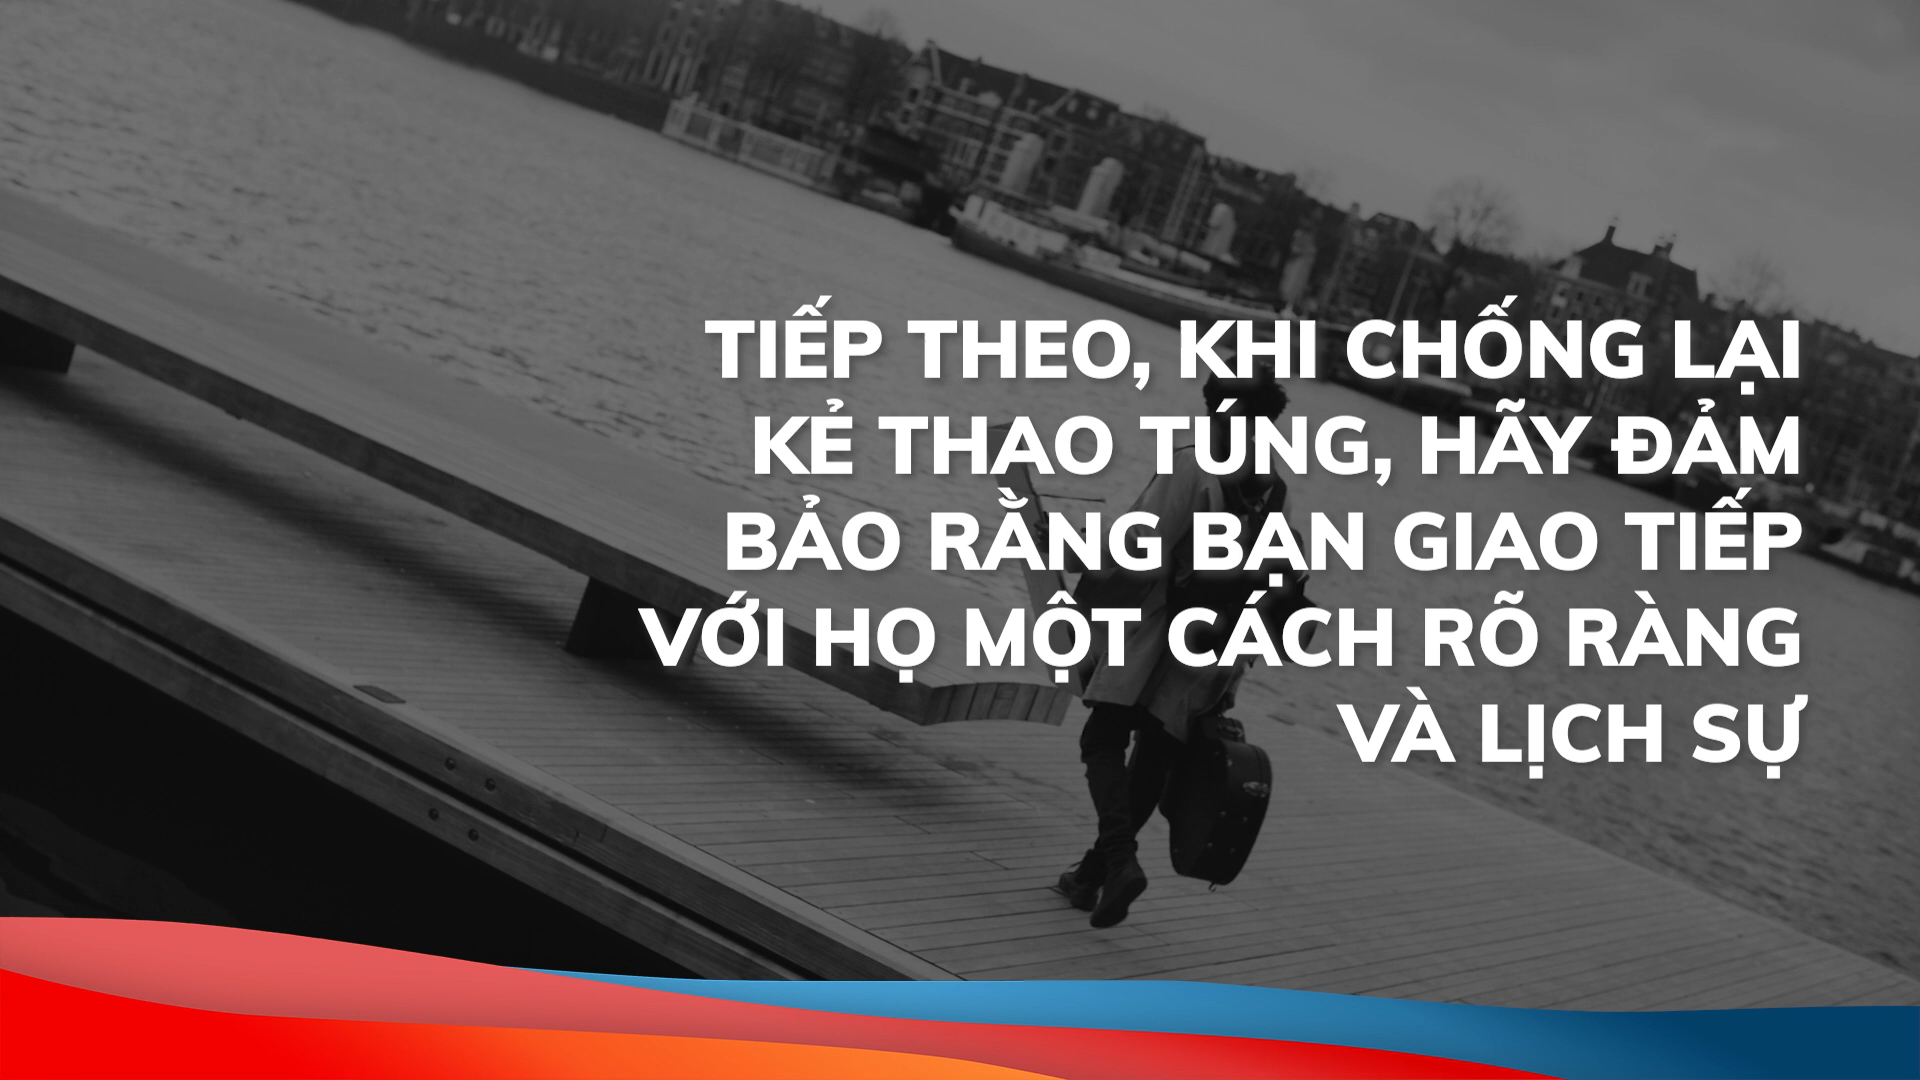 TIẾP THEO, KHI CHỐNG LẠI
KẺ THAO TÚNG, HÃY ĐẢM
BẢO RẰNG BẠN GIAO TIẾP
VỚI HỌ MỘT CÁCH RÕ RÀNG
VÀ LỊCH SỰ